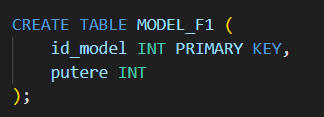 CREATE TABLE MODEL_F1 (
    id_model INT PRIMARY KEY,
    putere INT
);